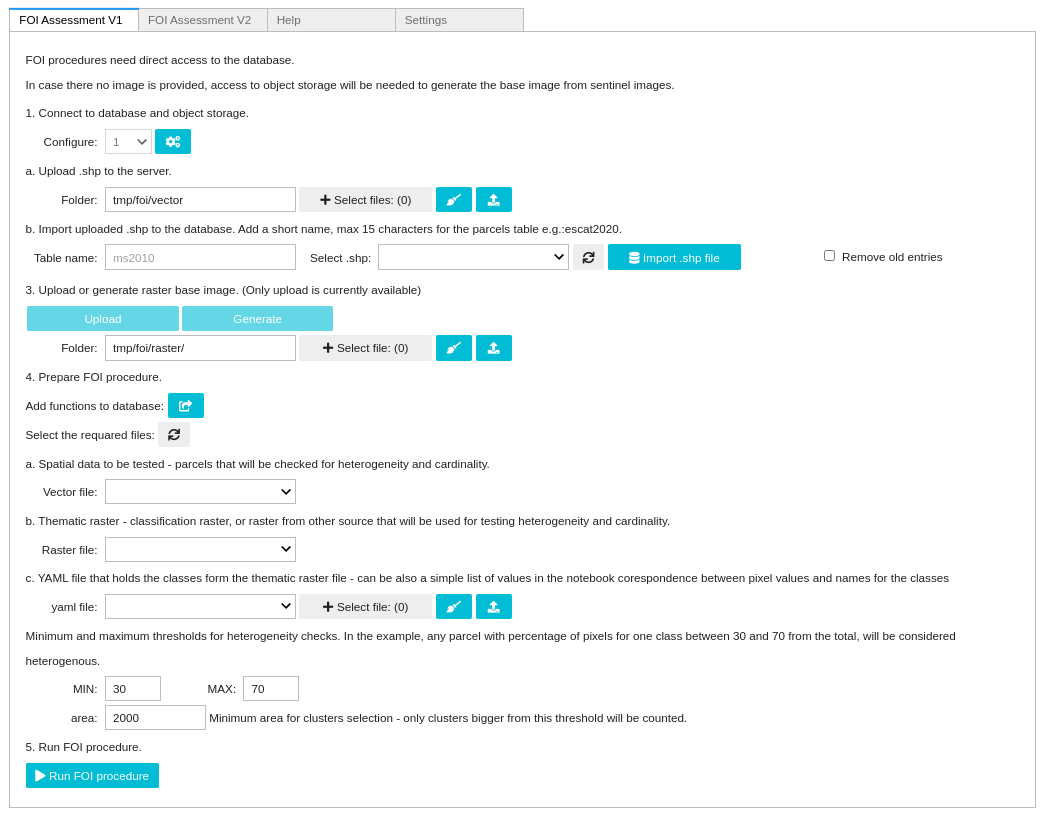 FOI Assessment V1 FOI Assessment V2 Help Settings
FOI procedures need direct access to the database.
In case there no image is provided, access to object storage will be needed to generate the base image from sentinel images.
1. Connect to database and object storage.
Configure: 1
a. Upload .shp to the server.
Folder: tmp/foi/vector Select files: (0)
b. Import uploaded .shp to the database. Add a short name, max 15 characters for the parcels table e.g.:escat2020.
Table name: ms2010 Select .shp: Import .shp file Remove old entries
3. Upload or generate raster base image. (Only upload is currently available)
Upload Generate
Folder: tmp/foi/raster/ Select file: (0)
4. Prepare FOI procedure.
Add functions to database:
Select the requared files:
a. Spatial data to be tested - parcels that will be checked for heterogeneity and cardinality.
Vector file:
b. Thematic raster - classification raster, or raster from other source that will be used for testing heterogeneity and cardinality.
Raster file:
c. YAML file that holds the classes form the thematic raster file - can be also a simple list of values in the notebook corespondence between pixel values and names for the classes
yaml file: Select file: (0)
Minimum and maximum thresholds for heterogeneity checks. In the example, any parcel with percentage of pixels for one class between 30 and 70 from the total, will be considered
heterogenous.
MIN: 30 MAX: 70
area: 2000 Minimum area for clusters selection - only clusters bigger from this threshold will be counted.
5. Run FOI procedure.
Run FOI procedure